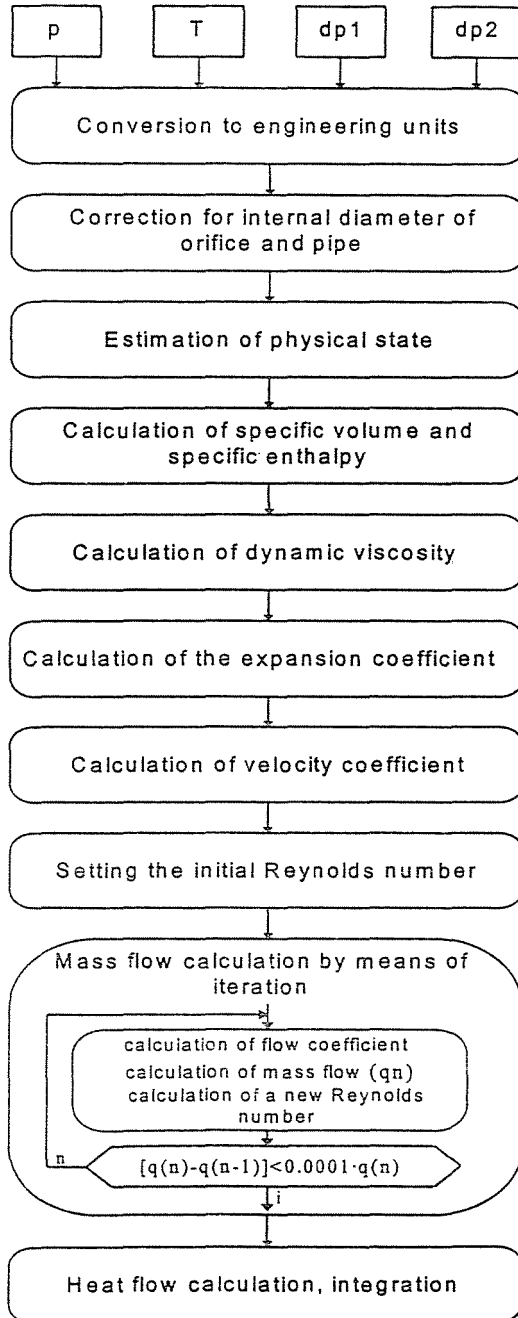 p T dp1 dp2
Conversion to engineering units
Correction for internal diameter of
orifice and pipe
Estimation of physical state
Calculation of specific volume and
specific enthalpy
Calculation of dynamic viscosity
Calculation of the expansion coefficient
Calculation of velocity coefficient
Setting the initial Reynolds number
Mass flow calculation by means of
iteration
calculation of flow coefficient
calculation of mass flow (qn)
calculation of a new Reynolds
number
n
[q(n)-q(n-1)]<0.0001·q(n)
i
Heat flow calculation, integration